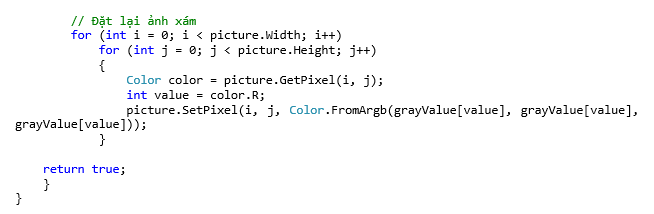 // Đặt lại ảnh xám
for (int i = 0; i < picture.Width; i++)
for (int j = 0; j < picture.Height; j++)
{
Color color = picture.GetPixel(i, j);
int value = color.R;
picture.SetPixel(i, j, Color.FromArgb(grayValue[value], grayValue[value],
grayValue[value]));
}
return true;
}
}